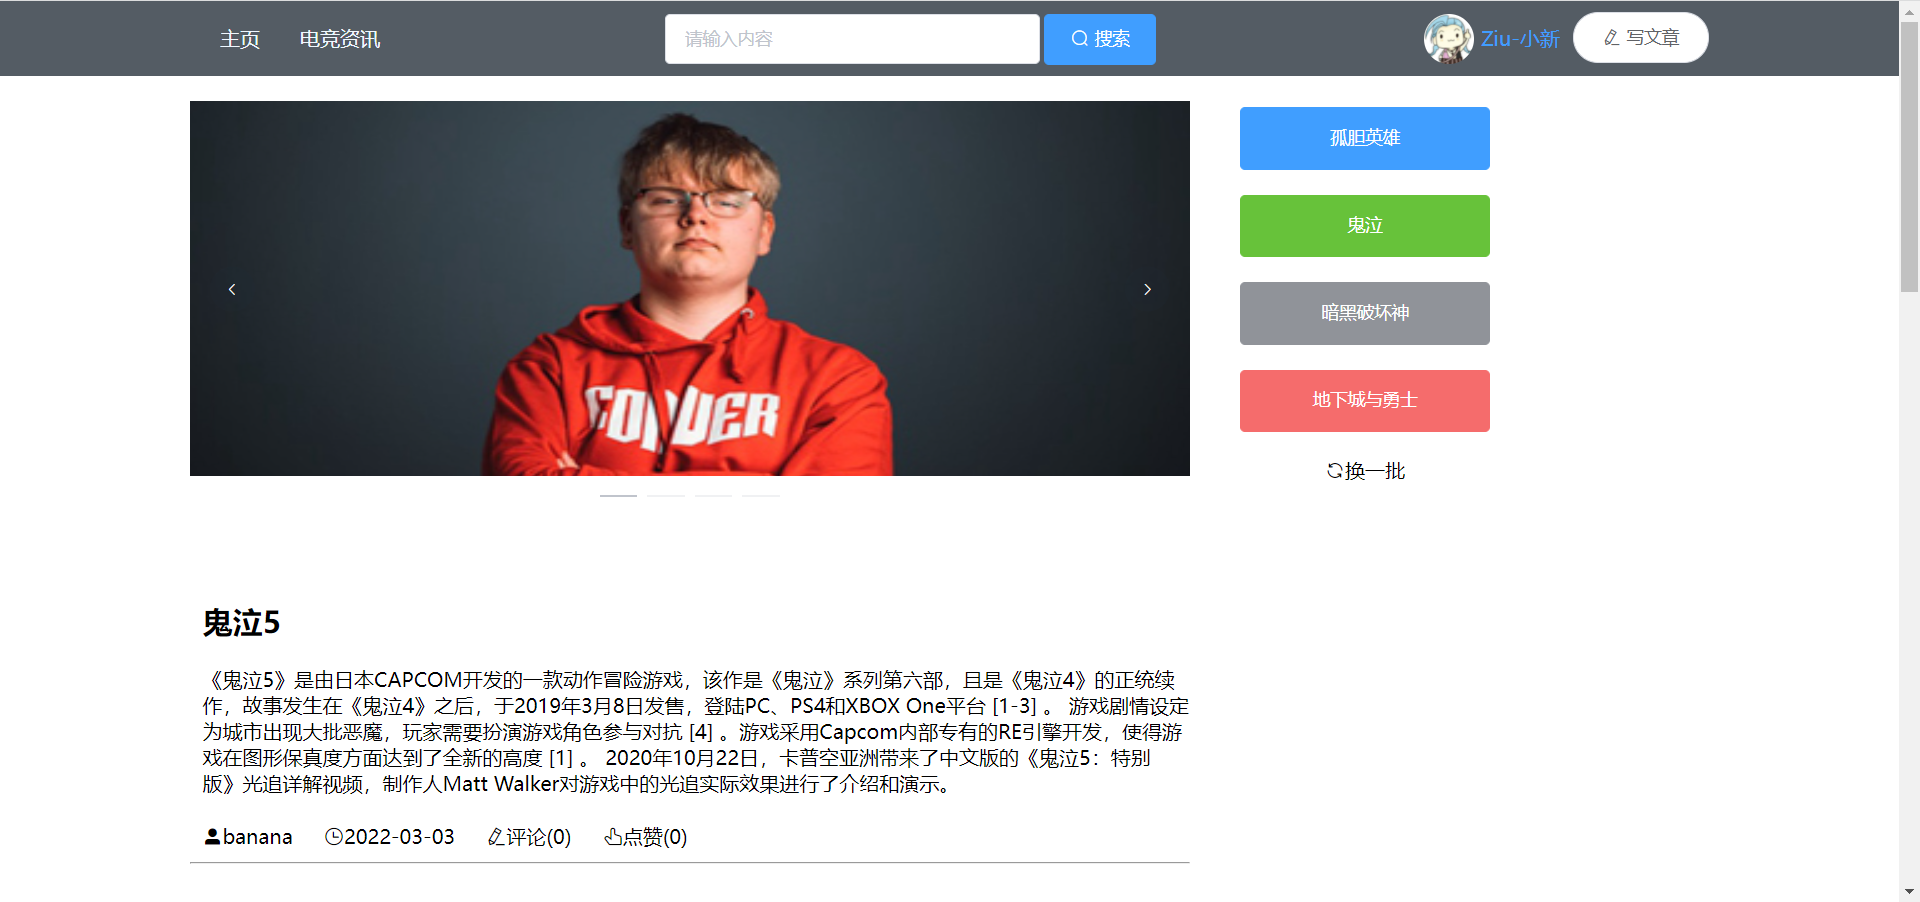 主页
电竞资讯
请输入内容
搜索
Ziu-小新
写文章
孤胆英雄
鬼泣
暗黑破坏神
地下城与勇士
换一批
鬼泣5
《鬼泣5》是由日本CAPCOM开发的一款动作冒险游戏，该作是《鬼泣》系列第六部，且是《鬼泣4》的正统续
作，故事发生在《鬼泣4》之后，于2019年3月8日发售，登陆PC、PS4和XBOX One平台 [1-3] 。 游戏剧情设定
为城市出现大批恶魔，玩家需要扮演游戏角色参与对抗 [4] 。游戏采用Capcom内部专有的RE引擎开发，使得游
戏在图形保真度方面达到了全新的高度 [1] 。 2020年10月22日，卡普空亚洲带来了中文版的《鬼泣5：特别
版》光追详解视频，制作人Matt Walker对游戏中的光追实际效果进行了介绍和演示。
banana 2022-03-03 评论(0) 点赞(0)